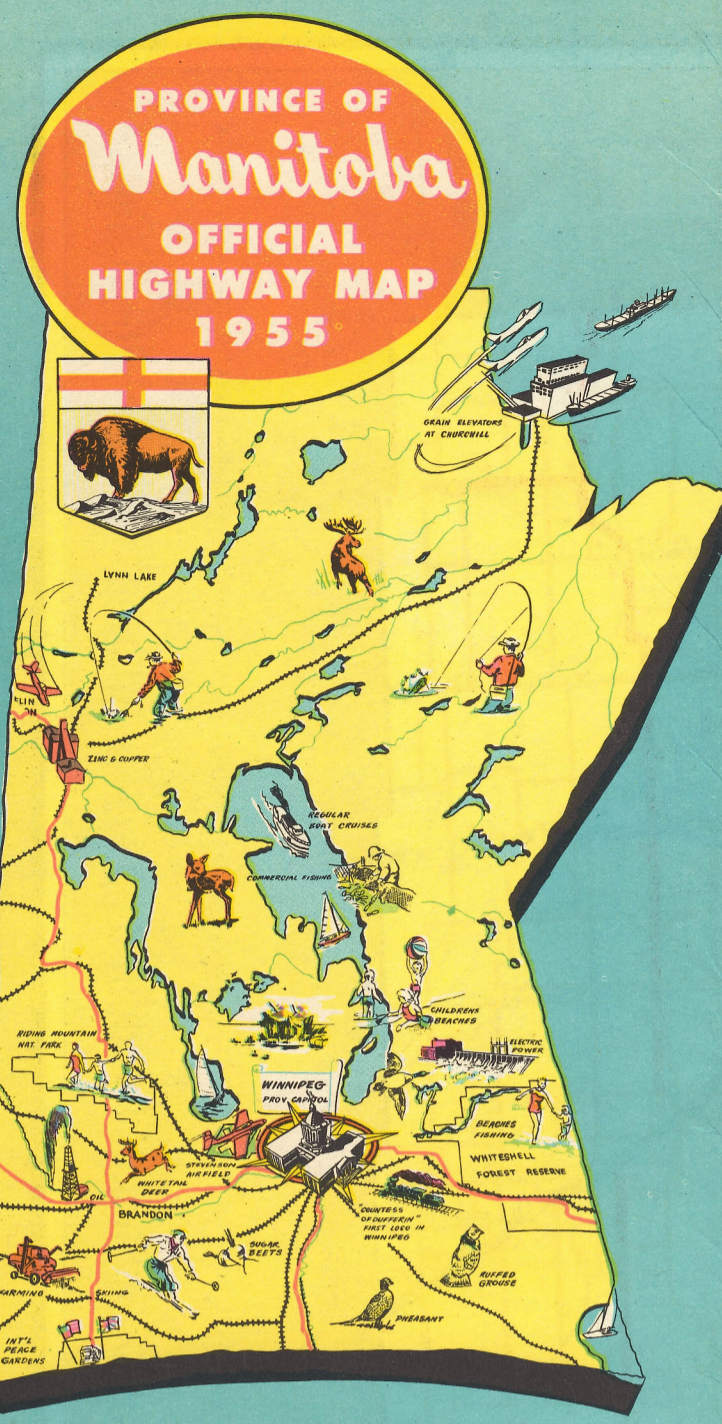 PROVINCE OF
Manitoba
OFFICIAL
HIGHWAY MAP
1955
GRAIN ELEVATORS
AT CHURCHILL
LYNN LAKE
FLIN
ON
ZINC & COPPER
REGULAR
BOAT CRUISES
COMMERCIAL FISHING
CHILDRENS
BEACHES
RIDING MOUNTAIN
NAT. PARK
ELECTRIC
POWER
WINNIPEG
PROV. CAPITOL
BEACHES
FISHING
WHITESHELL
FOREST RESERVE
STEVENSON
AIRFIELD
WHITETAIL
DEER
OIL
BRANDON
"COUNTESS
OF DUFFERIN"
FIRST LOCO IN
WINNIPEG
SUGAR
BEETS
RUFFED
GROUSE
FARMING
SKIING
PHEASANT
INT'L
PEACE
GARDENS